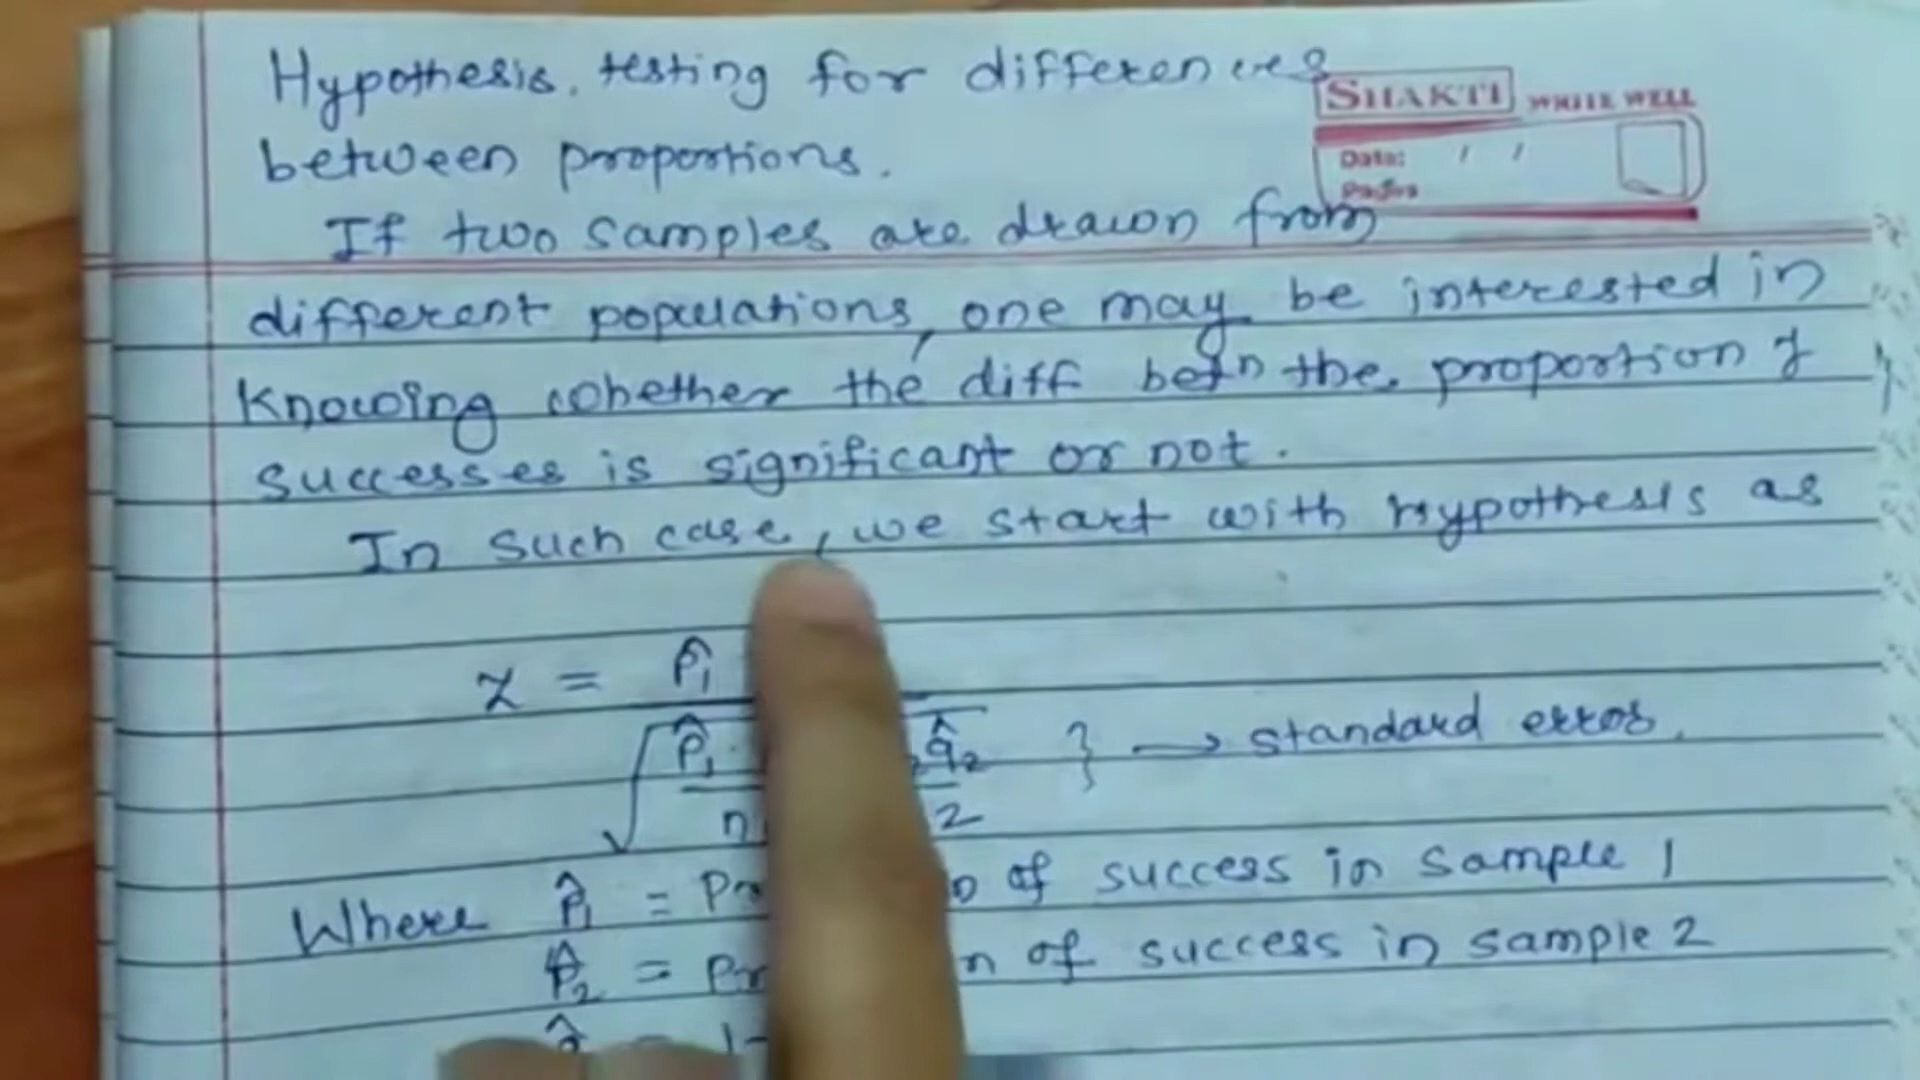 Hypothesis testing for differences
SHAKTI WRITE WELL
between proportions.
Date: / /
Pages
If two samples are drawn from
different populations, one may be interested in
Knowing whether the diff betn the proportion of
successes is significant or not.
In such case, we start with hypothesis as
z = p̂₁
√ p̂₁ q̂₂ } → standard error.
n 2
Where p̂₁ = of success in sample 1
p̂₂ = of success in sample 2